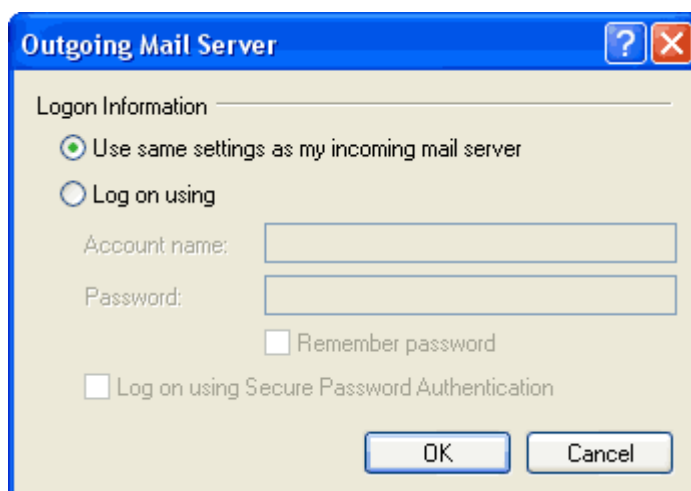 Outgoing Mail Server
Logon Information
Use same settings as my incoming mail server
Log on using
Account name:
Password:
Remember password
Log on using Secure Password Authentication
OK Cancel